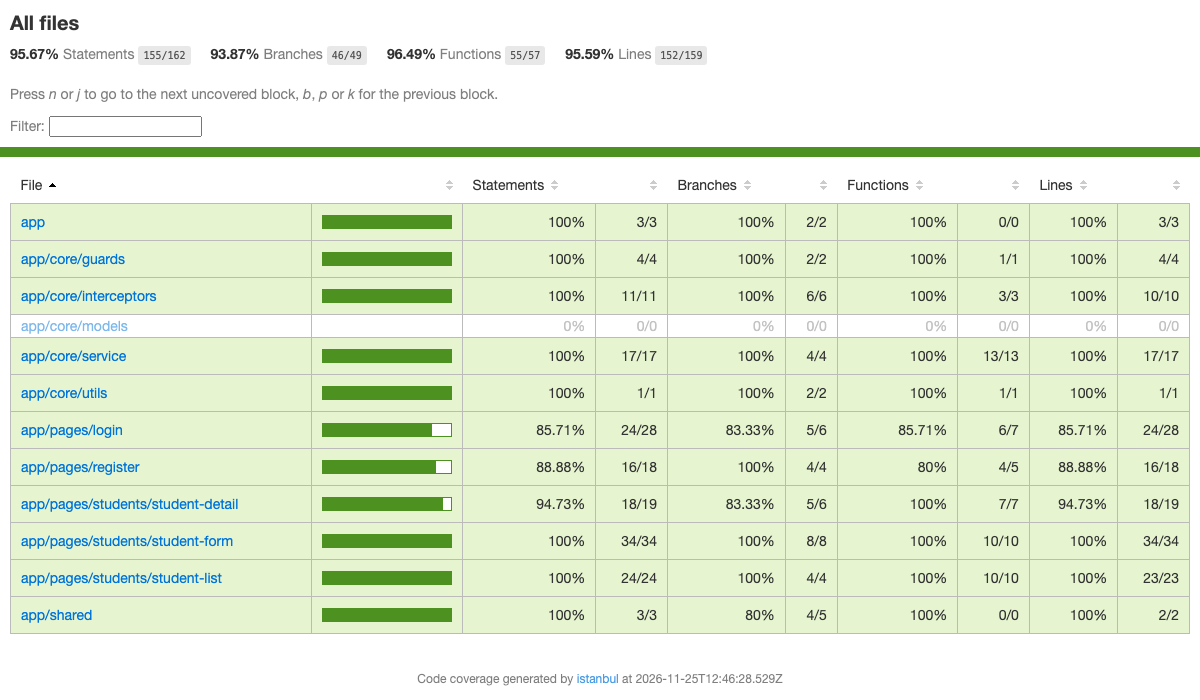 All files
95.67% Statements 155/162 93.87% Branches 46/49 96.49% Functions 55/57 95.59% Lines 152/159
Press n or j to go to the next uncovered block, b, p or k for the previous block.
Filter:
File Statements Branches Functions Lines
app 100% 3/3 100% 2/2 100% 0/0 100% 3/3
app/core/guards 100% 4/4 100% 2/2 100% 1/1 100% 4/4
app/core/interceptors 100% 11/11 100% 6/6 100% 3/3 100% 10/10
app/core/models 0% 0/0 0% 0/0 0% 0/0 0% 0/0
app/core/service 100% 17/17 100% 4/4 100% 13/13 100% 17/17
app/core/utils 100% 1/1 100% 2/2 100% 1/1 100% 1/1
app/pages/login 85.71% 24/28 83.33% 5/6 85.71% 6/7 85.71% 24/28
app/pages/register 88.88% 16/18 100% 4/4 80% 4/5 88.88% 16/18
app/pages/students/student-detail 94.73% 18/19 83.33% 5/6 100% 7/7 94.73% 18/19
app/pages/students/student-form 100% 34/34 100% 8/8 100% 10/10 100% 34/34
app/pages/students/student-list 100% 24/24 100% 4/4 100% 10/10 100% 23/23
app/shared 100% 3/3 80% 4/5 100% 0/0 100% 2/2
Code coverage generated by istanbul at 2026-11-25T12:46:28.529Z